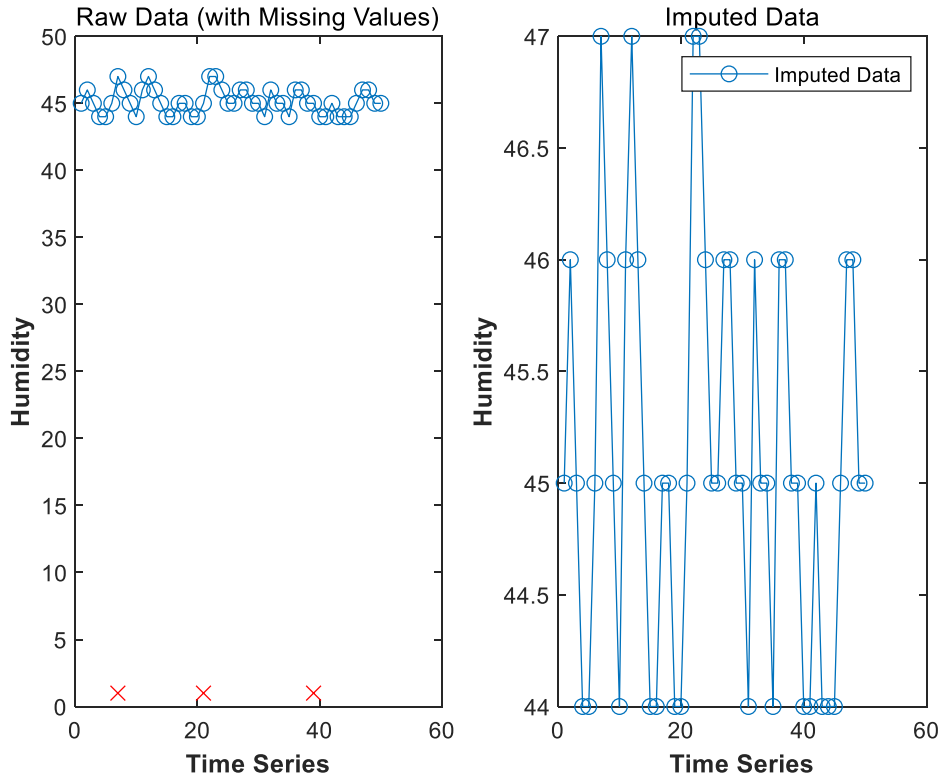 Raw Data (with Missing Values)
50
45
40
35
30
25
20
15
10
5
0
0 20 40 60
Humidity
Time Series
Imputed Data
47
46.5
46
45.5
45
44.5
44
0 20 40 60
Humidity
Time Series
Imputed Data